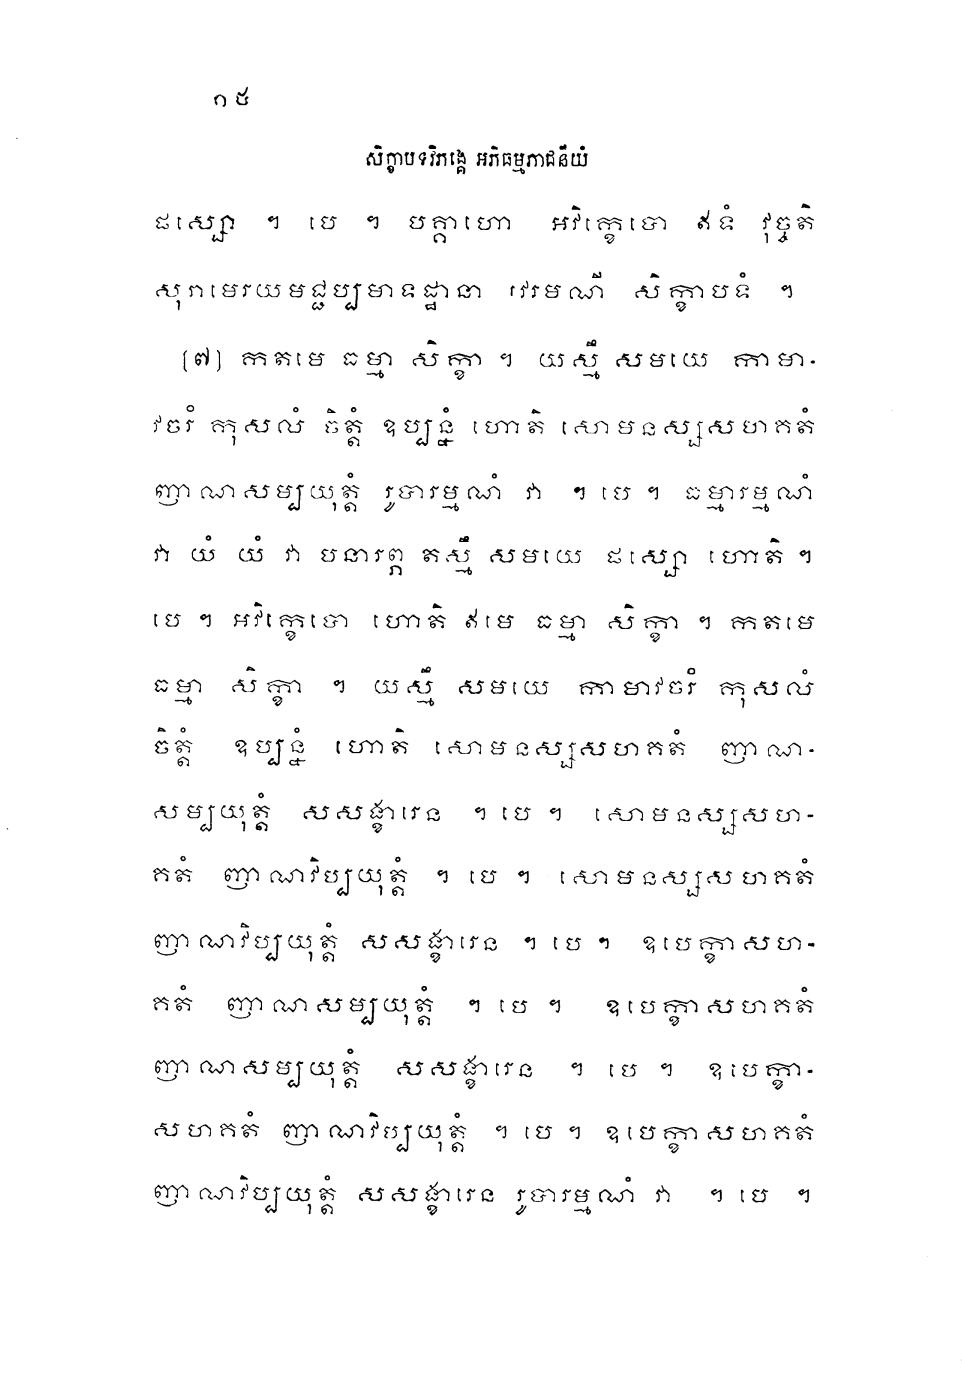 ១៥
សិក្ខាបទវិភង្គេ អភិធម្មភាជនីយំ
ផស្សោ ។ បេ ។ បគ្គាហោ អវិក្ខេបោ ឥទំ វុច្ចតិ
សុរាមេរយមជ្ជប្បមាទដ្ឋានា វេរមណី សិក្ខាបទំ ។
(៧) កតមេ ធម្មា សិក្ខា ។ យស្មឹ សមយេ កាមា-
វចរំ កុសលំ ចិត្តំ ឧប្បន្នំ ហោតិ សោមនស្សសហគតំ
ញាណសម្បយុត្តំ រូបារម្មណំ វា ។ បេ ។ ធម្មារម្មណំ
វា យំ យំ វា បនារព្ភ តស្មឹ សមយេ ផស្សោ ហោតិ ។
បេ ។ អវិក្ខេបោ ហោតិ ឥមេ ធម្មា សិក្ខា ។ កតមេ
ធម្មា សិក្ខា ។ យស្មឹ សមយេ កាមាវចរំ កុសលំ
ចិត្តំ ឧប្បន្នំ ហោតិ សោមនស្សសហគតំ ញាណ-
សម្បយុត្តំ សសង្ខារេន ។ បេ ។ សោមនស្សសហ-
គតំ ញាណវិប្បយុត្តំ ។ បេ ។ សោមនស្សសហគតំ
ញាណវិប្បយុត្តំ សសង្ខារេន ។ បេ ។ ឧបេក្ខាសហ-
គតំ ញាណសម្បយុត្តំ ។ បេ ។ ឧបេក្ខាសហគតំ
ញាណសម្បយុត្តំ សសង្ខារេន ។ បេ ។ ឧបេក្ខា-
សហគតំ ញាណវិប្បយុត្តំ ។ បេ ។ ឧបេក្ខាសហគតំ
ញាណវិប្បយុត្តំ សសង្ខារេន រូបារម្មណំ វា ។ បេ ។